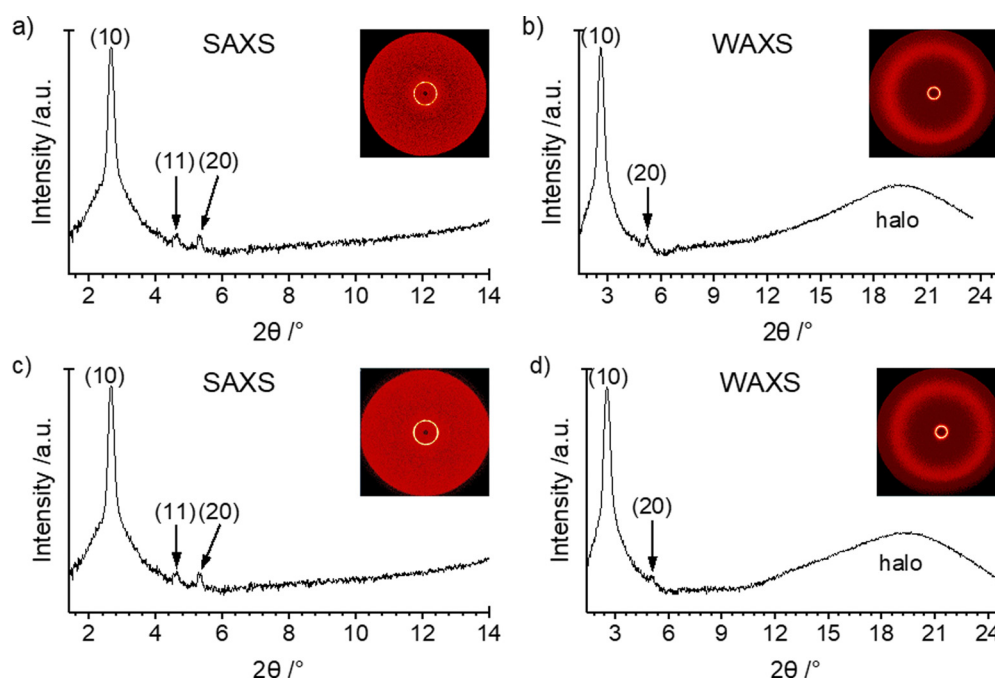 a)
(10)
SAXS
(11)
(20)
Intensity /a.u.
2 4 6 8 10 12 14
2θ /°
b)
(10)
WAXS
(20)
halo
Intensity /a.u.
3 6 9 12 15 18 21 24
2θ /°
c)
(10)
SAXS
(11)
(20)
Intensity /a.u.
2 4 6 8 10 12 14
2θ /°
d)
(10)
WAXS
(20)
halo
Intensity /a.u.
3 6 9 12 15 18 21 24
2θ /°